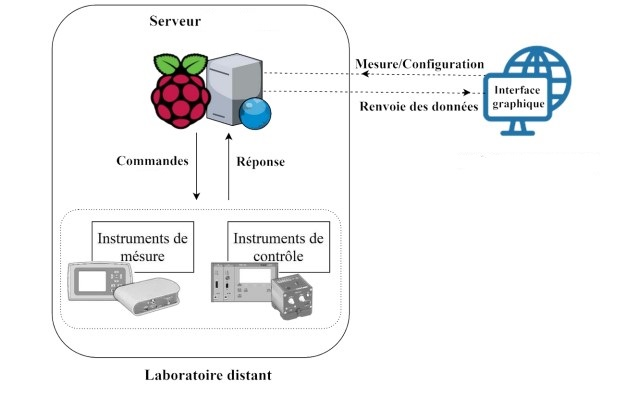 Serveur
Mesure/Configuration
Interface
graphique
Renvoie des données
Commandes
Réponse
Instruments de
mésure
Instruments de
contrôle
Laboratoire distant